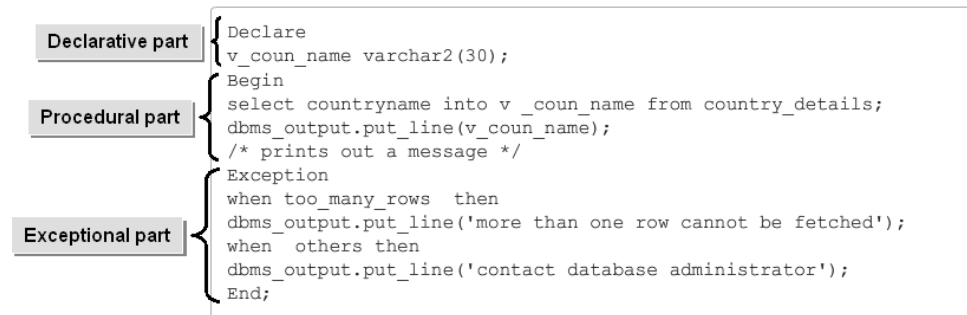 Declarative part
Declare
v_coun_name varchar2(30);
Procedural part
Begin
select countryname into v _coun_name from country_details;
dbms_output.put_line(v_coun_name);
/* prints out a message */
Exceptional part
Exception
when too_many_rows  then
dbms_output.put_line('more than one row cannot be fetched');
when  others then
dbms_output.put_line('contact database administrator');
End;